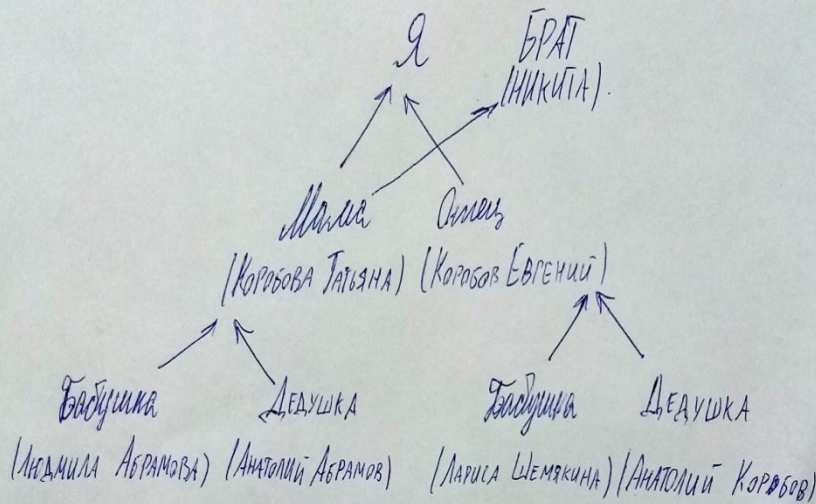 Я БРАТ
(НИКИТА).
Мама Отец
(КОРОБОВА ТАТЬЯНА) (КОРОБОВ ЕВГЕНИЙ)
Бабушка ДЕДУШКА Бабушка ДЕДУШКА
(ЛЮДМИЛА АБРАМОВА) (АНАТОЛИЙ АБРАМОВ) (ЛАРИСА ШЕМЯКИНА) (АНАТОЛИЙ КОРОБОВ)